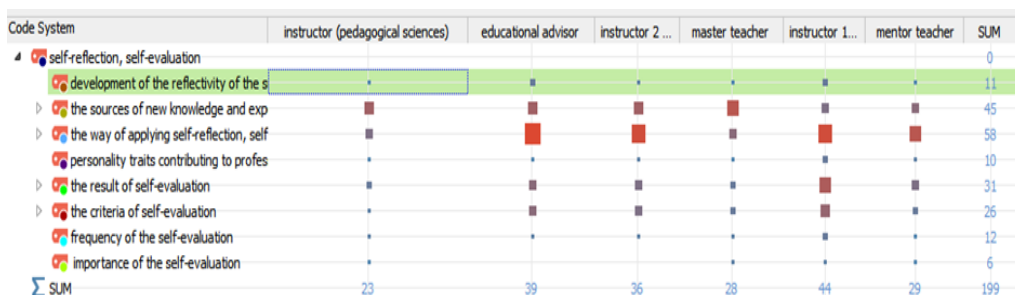 Code System instructor (pedagogical sciences) educational advisor instructor 2 ... master teacher instructor 1... mentor teacher SUM
self-reflection, self-evaluation 0
development of the reflectivity of the s 11
the sources of new knowledge and exp 45
the way of applying self-reflection, self 58
personality traits contributing to profes 10
the result of self-evaluation 31
the criteria of self-evaluation 26
frequency of the self-evaluation 12
importance of the self-evaluation 6
Σ SUM 23 39 36 28 44 29 199